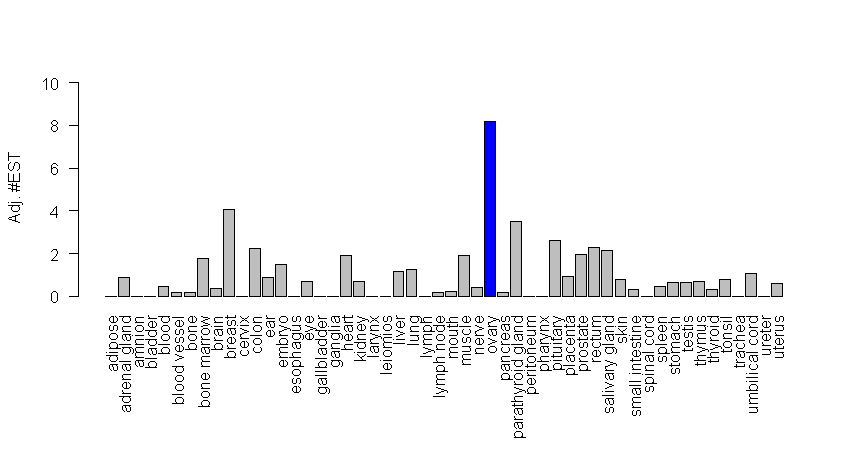 Adj. #EST
10
8
6
4
2
0
adipose
adrenal gland
amnion
bladder
blood
blood vessel
bone
bone marrow
brain
breast
cervix
colon
ear
embryo
esophagus
eye
gallbladder
ganglia
heart
kidney
larynx
leiomios
liver
lung
lymph
lymph node
mouth
muscle
nerve
ovary
pancreas
parathyroid gland
peritoneum
pharynx
pituitary
placenta
prostate
rectum
salivary gland
skin
small intestine
spinal cord
spleen
stomach
testis
thymus
thyroid
tonsil
trachea
umbilical cord
ureter
uterus